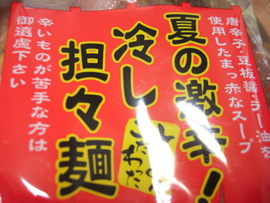 唐辛子・豆板醤・ラー油を
使用したまっ赤なスープ
夏の激辛!
冷し
担々麺
辛いものが苦手な方は
御遠慮下さい